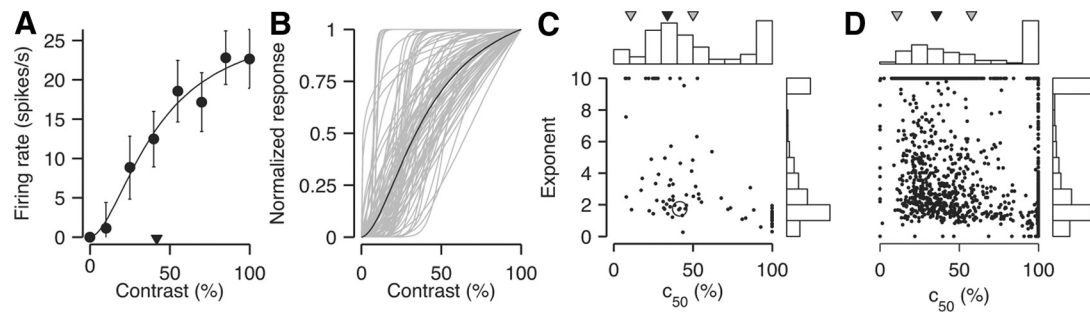 A
Firing rate (spikes/s)
25
20
15
10
5
0
0
50
100
Contrast (%)
B
Normalized response
1
0.75
0.5
0.25
0
0
50
100
Contrast (%)
C
Exponent
10
8
6
4
2
0
0
50
100
c50 (%)
D
0
50
100
c50 (%)